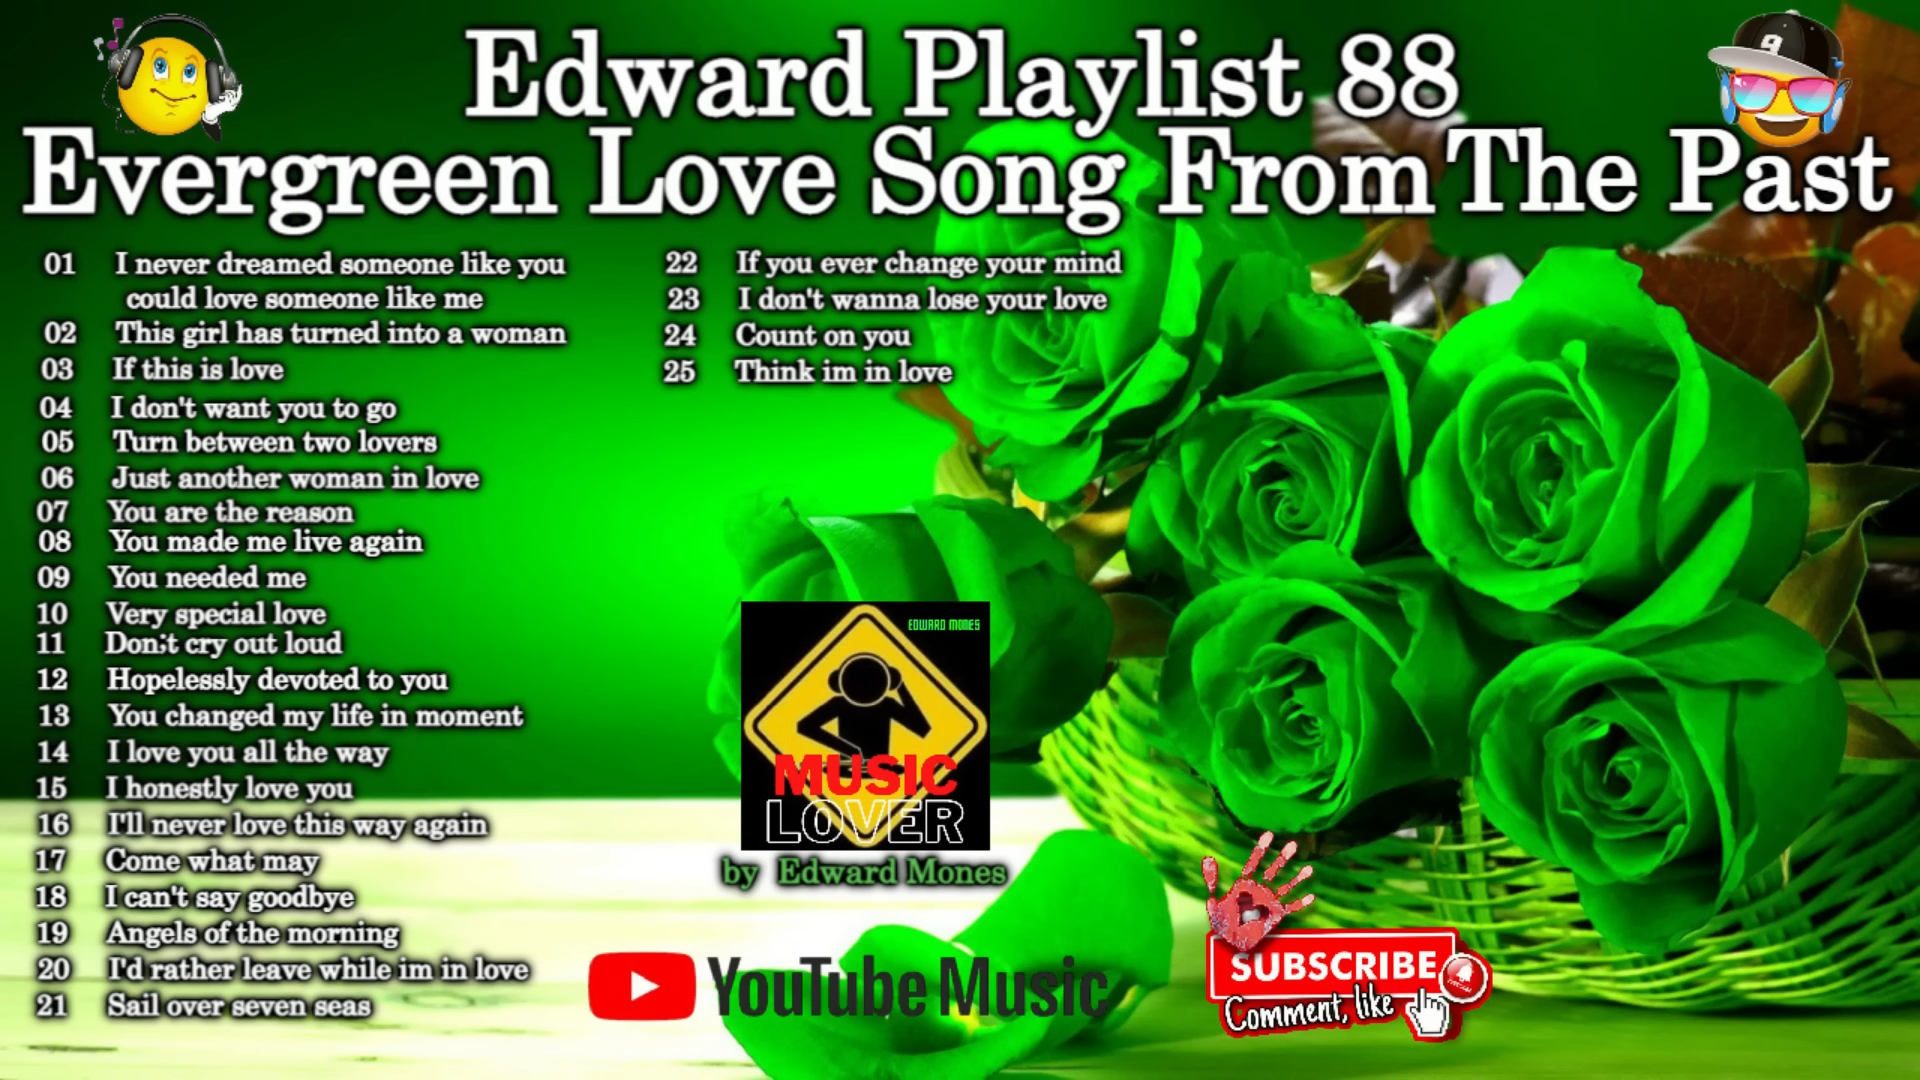 Edward Playlist 88
Evergreen Love Song From The Past
01 I never dreamed someone like you
could love someone like me
02 This girl has turned into a woman
03 If this is love
04 I don't want you to go
05 Turn between two lovers
06 Just another woman in love
07 You are the reason
08 You made me live again
09 You needed me
10 Very special love
11 Don;t cry out loud
12 Hopelessly devoted to you
13 You changed my life in moment
14 I love you all the way
15 I honestly love you
16 I'll never love this way again
17 Come what may
18 I can't say goodbye
19 Angels of the morning
20 I'd rather leave while im in love
21 Sail over seven seas
22 If you ever change your mind
23 I don't wanna lose your love
24 Count on you
25 Think im in love
9
EDWARD MONES
MUSIC
LOVER
by Edward Mones
YouTube Music
SUBSCRIBE
Comment, like